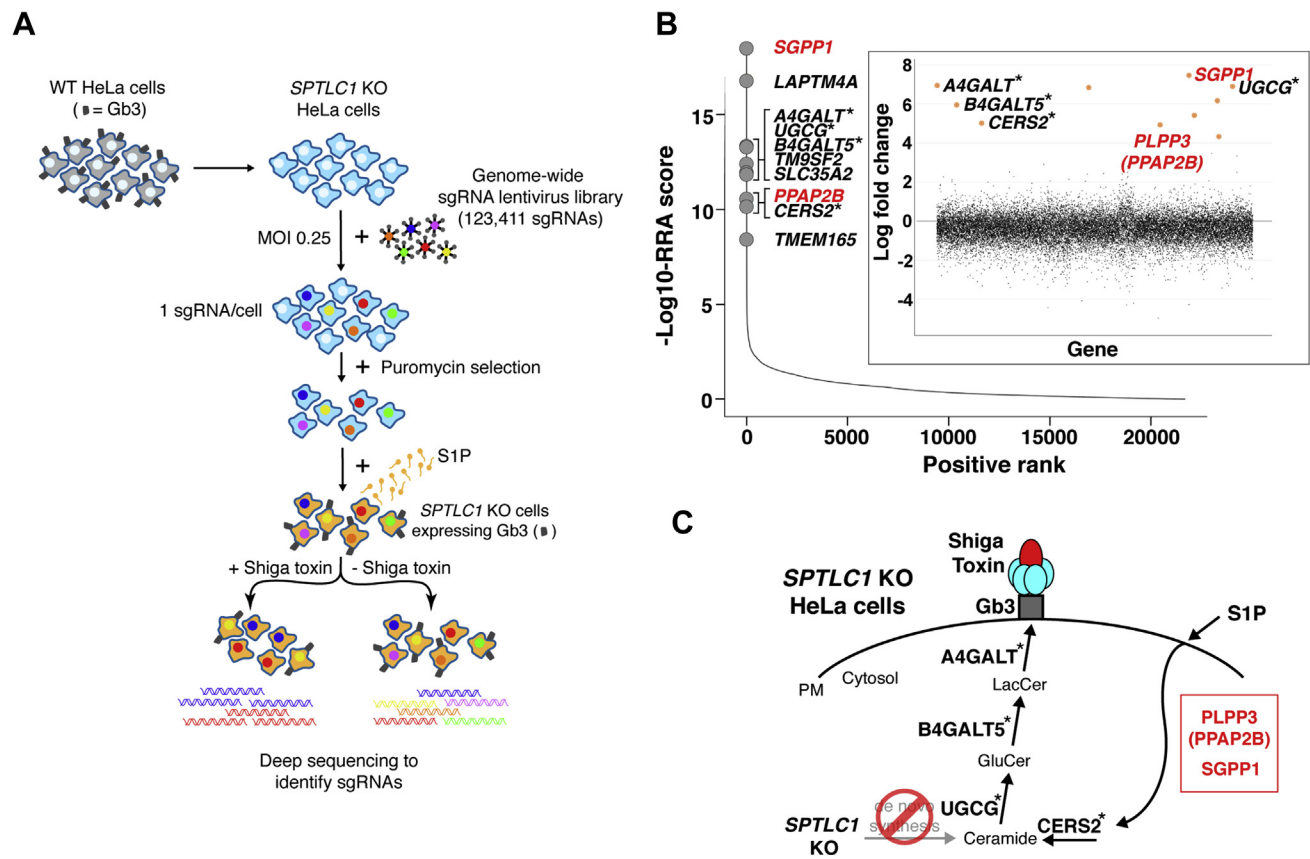 A
WT HeLa cells
( = Gb3)
SPTLC1 KO
HeLa cells
Genome-wide
sgRNA lentivirus library
(123,411 sgRNAs)
MOI 0.25
+
1 sgRNA/cell
+ Puromycin selection
+
S1P
SPTLC1 KO cells
expressing Gb3 ( )
+ Shiga toxin
- Shiga toxin
Deep sequencing to
identify sgRNAs
B
-Log10-RRA score
15
10
5
0
SGPP1
LAPTM4A
A4GALT*
UGCG*
B4GALT5*
TM9SF2
SLC35A2
PPAP2B
CERS2*
TMEM165
0
5000
10000
15000
20000
Positive rank
Log fold change
8
6
4
2
0
-2
-4
A4GALT*
B4GALT5*
CERS2*
SGPP1
UGCG*
PLPP3
(PPAP2B)
Gene
C
SPTLC1 KO
HeLa cells
Shiga
Toxin
Gb3
S1P
A4GALT*
PM
Cytosol
LacCer
B4GALT5*
GluCer
PLPP3
(PPAP2B)
SGPP1
UGCG*
de novo
synthesis
SPTLC1
KO
Ceramide
CERS2*